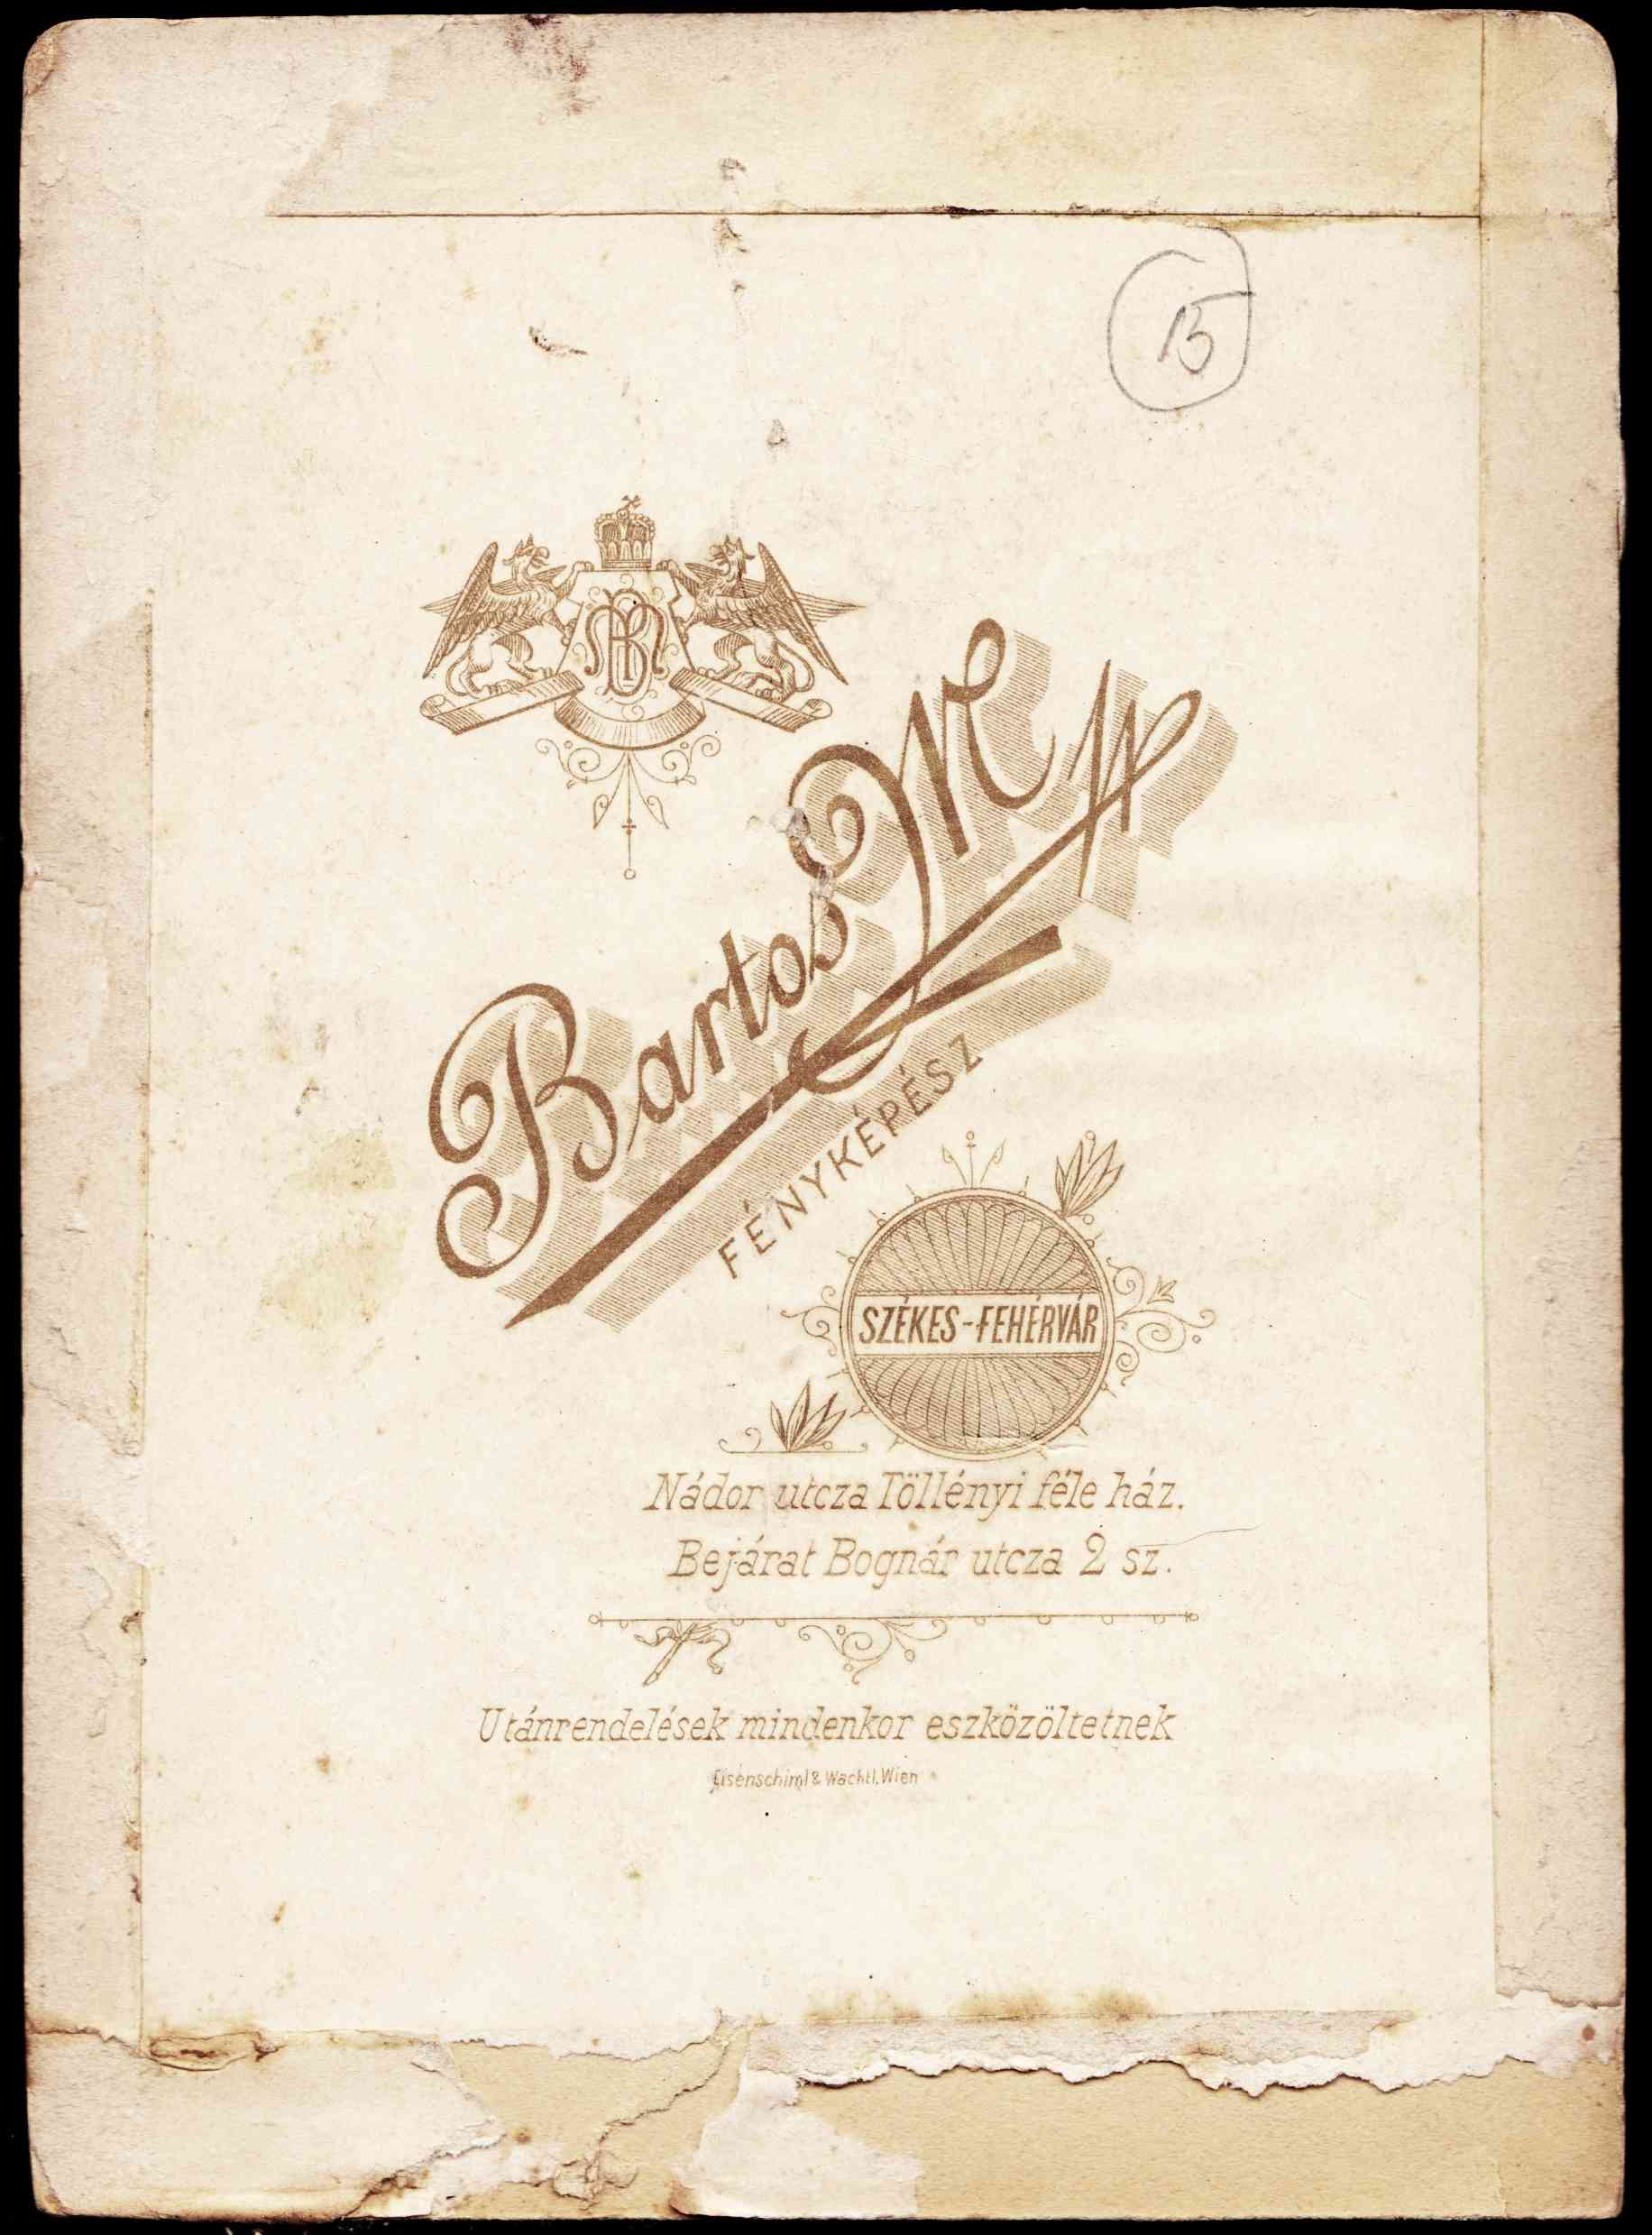 15
BM
Bartos M
FÉNYKÉPÉSZ
SZÉKES-FEHÉRVÁR
Nádor utcza Töllényi féle ház.
Bejárat Bognár utcza 2 sz.
Utánrendelések mindenkor eszközöltetnek
Eisenschiml & Wachtl, Wien